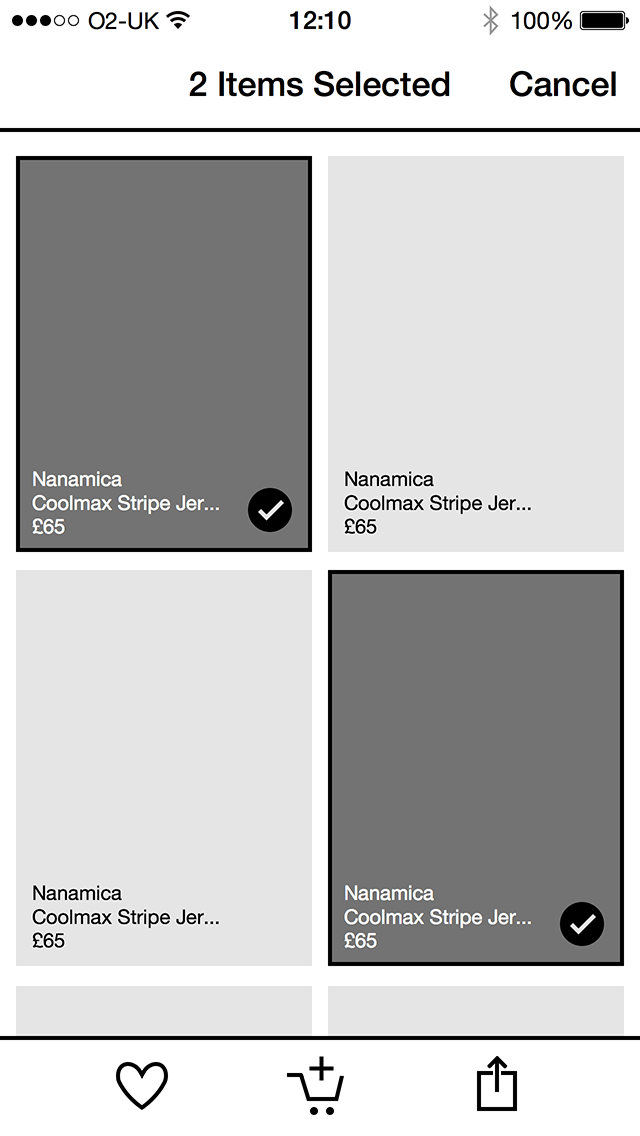 O2-UK 12:10 100%
2 Items Selected Cancel
Nanamica
Coolmax Stripe Jer...
£65
Nanamica
Coolmax Stripe Jer...
£65
Nanamica
Coolmax Stripe Jer...
£65
Nanamica
Coolmax Stripe Jer...
£65